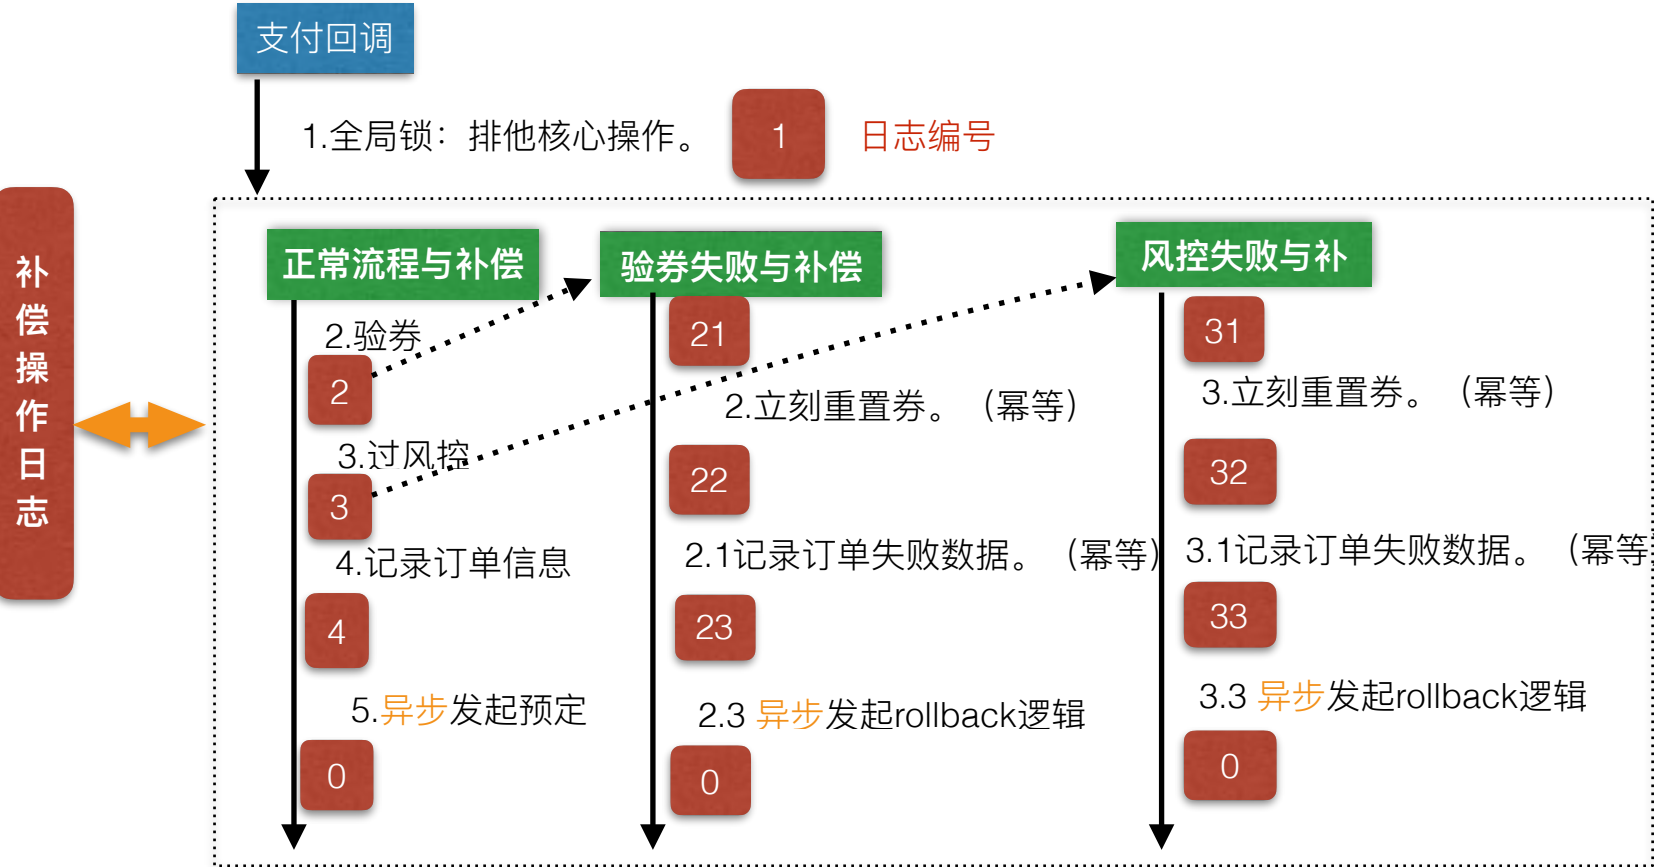 支付回调
1.全局锁：排他核心操作。
1
日志编号
补偿操作日志
正常流程与补偿
2.验券
2
3.过风控
3
4.记录订单信息
4
5.异步发起预定
0
验券失败与补偿
21
2.立刻重置券。（幂等）
22
2.1记录订单失败数据。（幂等）
23
2.3 异步发起rollback逻辑
0
风控失败与补
31
3.立刻重置券。（幂等）
32
3.1记录订单失败数据。（幂等
33
3.3 异步发起rollback逻辑
0